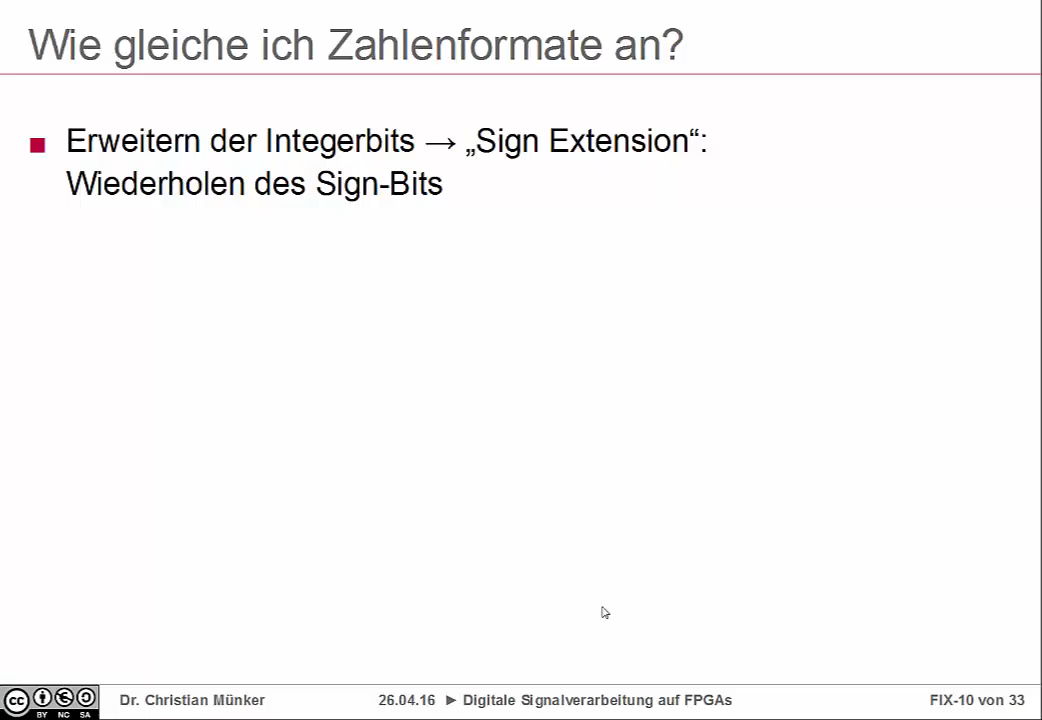 Wie gleiche ich Zahlenformate an?
Erweitern der Integerbits → „Sign Extension“:
Wiederholen des Sign-Bits
cc BY NC SA
Dr. Christian Münker
26.04.16 ► Digitale Signalverarbeitung auf FPGAs
FIX-10 von 33